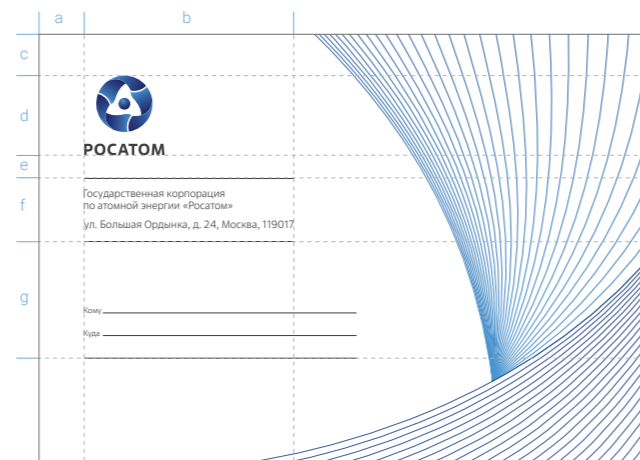 a
b
c
d
e
f
g
РОСАТОМ
Государственная корпорация
по атомной энергии «Росатом»
ул. Большая Ордынка, д. 24, Москва, 119017
Кому
Куда